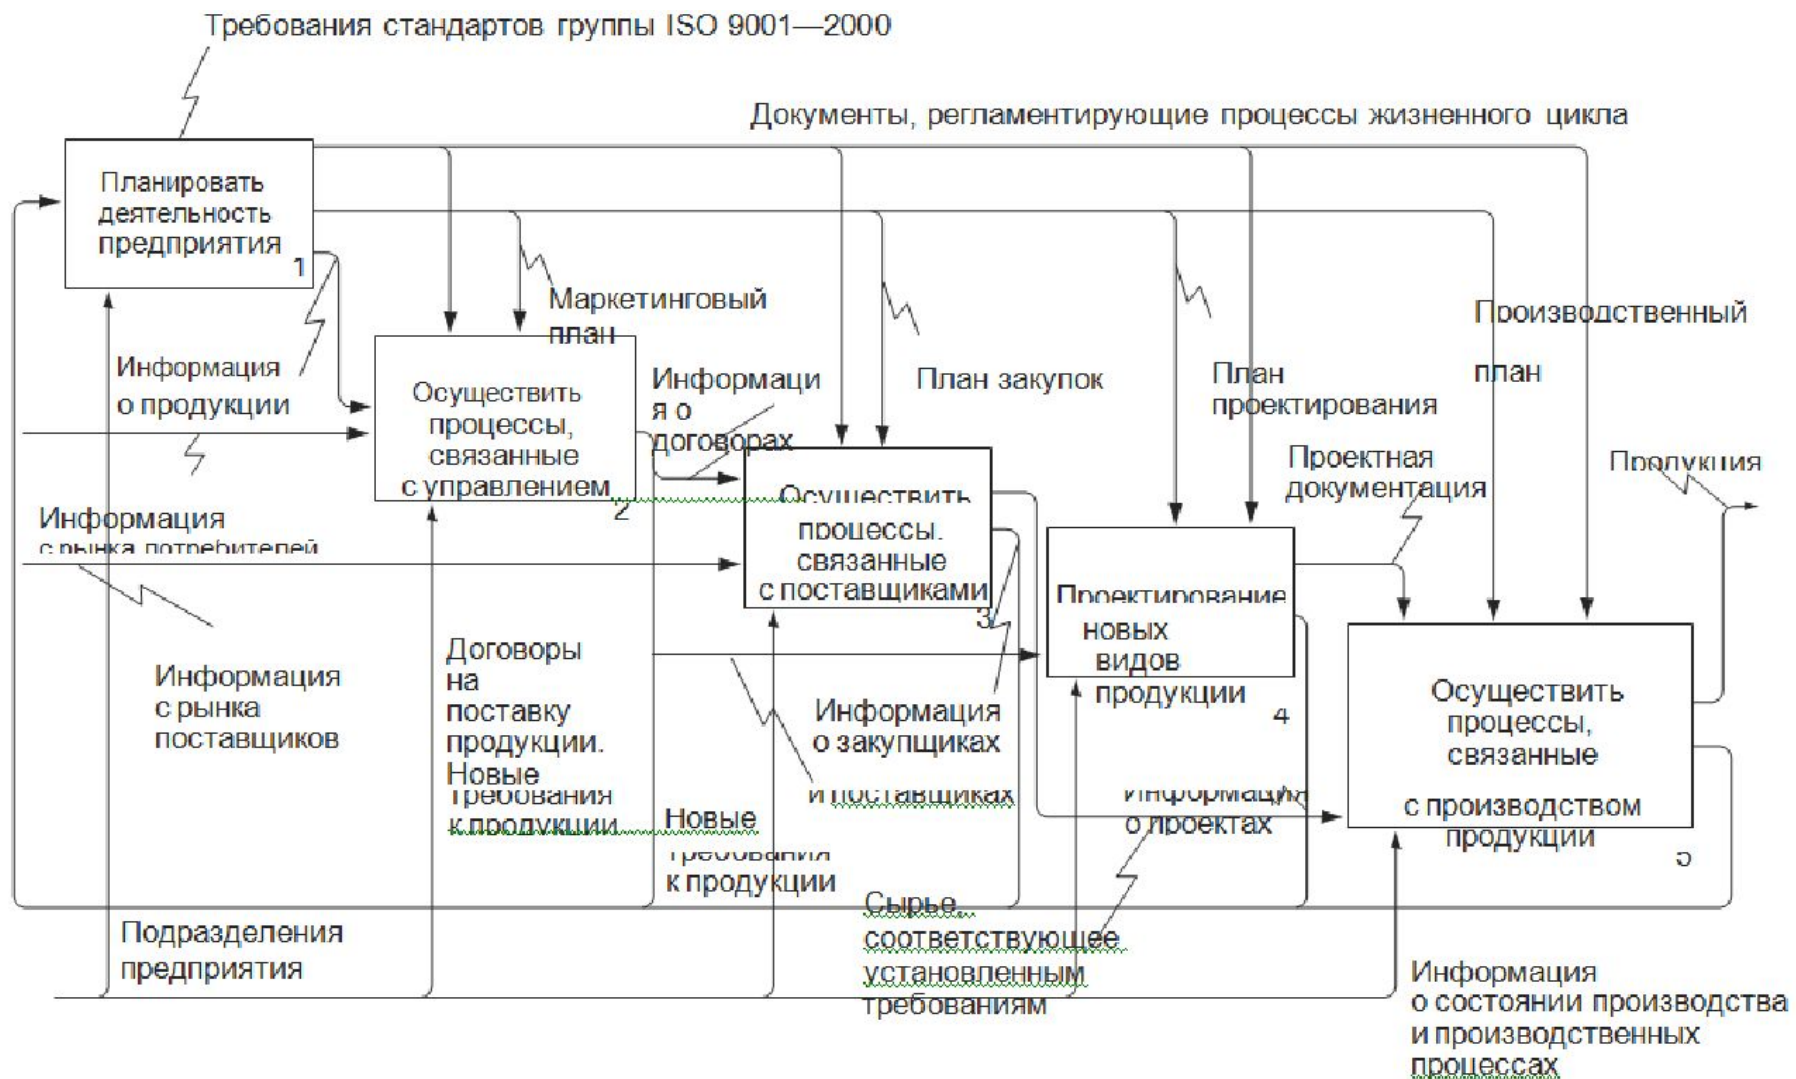 Требования стандартов группы ISO 9001—2000
Документы, регламентирующие процессы жизненного цикла
Планировать
деятельность
предприятия
1
Маркетинговый
план
Производственный
план
Информация
о продукции
Осуществить
процессы,
связанные
с управлением
2
Информаци
я о
договорах
План закупок
План
проектирования
Проектная
документация
Продукция
Информация
с рынка потребителей
Осуществить
процессы.
связанные
с поставщиками
3
Проектирование
новых
видов
продукции
4
Информация
с рынка
поставщиков
Договоры
на
поставку
продукции.
Новые
требования
к продукции
Новые
требования
к продукции
Информация
о закупщиках
и поставщиках
Информация
о проектах
Осуществить
процессы,
связанные
с производством
продукции
5
Сырье,
соответствующее
установленным
требованиям
Подразделения
предприятия
Информация
о состоянии производства
и производственных
процессах